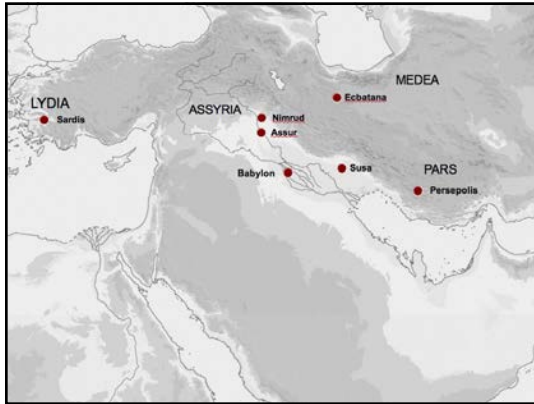 MEDEA
Ecbatana
LYDIA
Sardis
ASSYRIA
Nimrud
Assur
Babylon
Susa
PARS
Persepolis